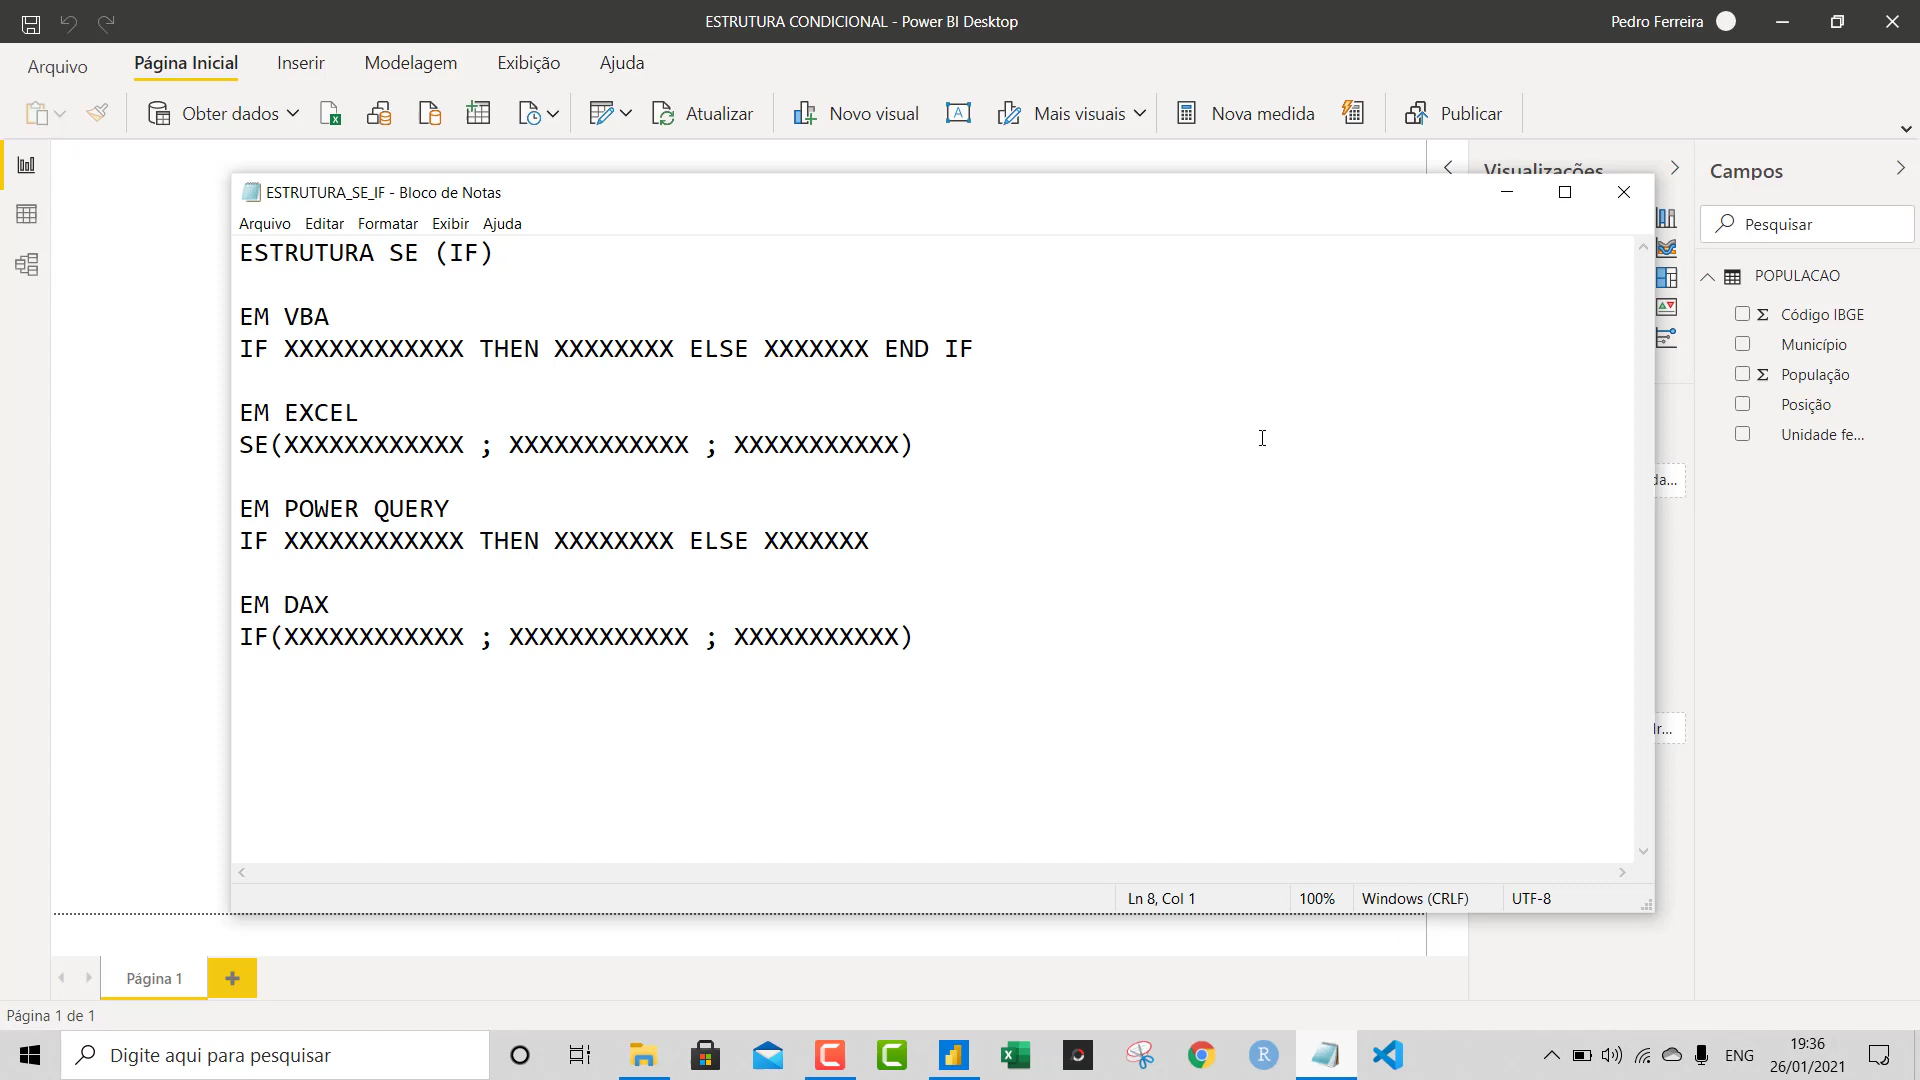 ESTRUTURA CONDICIONAL - Power BI Desktop
Pedro Ferreira
Arquivo
Página Inicial
Inserir
Modelagem
Exibição
Ajuda
Obter dados
Atualizar
Novo visual
Mais visuais
Nova medida
Publicar
ESTRUTURA_SE_IF - Bloco de Notas
Arquivo Editar Formatar Exibir Ajuda
ESTRUTURA SE (IF)
EM VBA
IF XXXXXXXXXXXX THEN XXXXXXXX ELSE XXXXXXX END IF
EM EXCEL
SE(XXXXXXXXXXXX ; XXXXXXXXXXXX ; XXXXXXXXXXX)
EM POWER QUERY
IF XXXXXXXXXXXX THEN XXXXXXXX ELSE XXXXXXX
EM DAX
IF(XXXXXXXXXXXX ; XXXXXXXXXXXX ; XXXXXXXXXXX)
Ln 8, Col 1
100%
Windows (CRLF)
UTF-8
Visualizações
da...
Campos
Pesquisar
POPULACAO
Σ Código IBGE
Município
Σ População
Posição
Unidade fe...
Página 1
+
Página 1 de 1
Digite aqui para pesquisar
ENG
19:36
26/01/2021